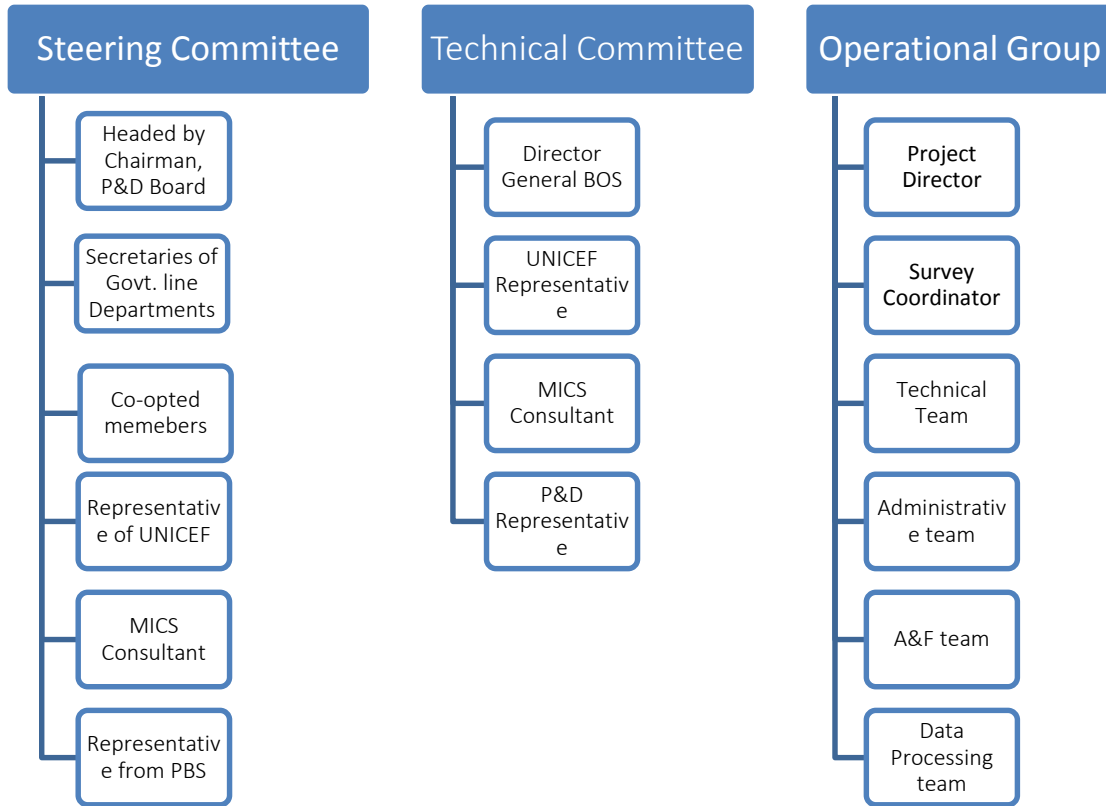 Steering Committee
Headed by
Chairman,
P&D Board
Secretaries of
Govt. line
Departments
Co-opted
memebers
Representativ
e of UNICEF
MICS
Consultant
Representativ
e from PBS
Technical Committee
Director
General BOS
UNICEF
Representativ
e
MICS
Consultant
P&D
Representativ
e
Operational Group
Project
Director
Survey
Coordinator
Technical
Team
Administrativ
e team
A&F team
Data
Processing
team